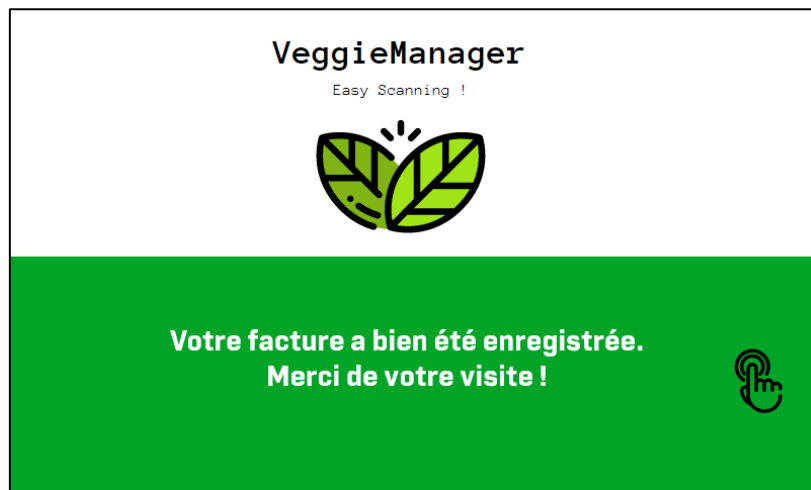 VeggieManager
Easy Scanning !
Votre facture a bien été enregistrée.
Merci de votre visite !